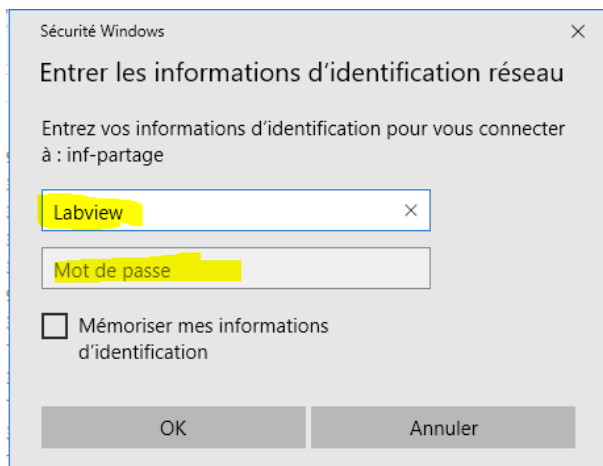 Sécurité Windows
Entrer les informations d'identification réseau
Entrez vos informations d'identification pour vous connecter
à : inf-partage
Labview
Mot de passe
Mémoriser mes informations
d'identification
OK
Annuler